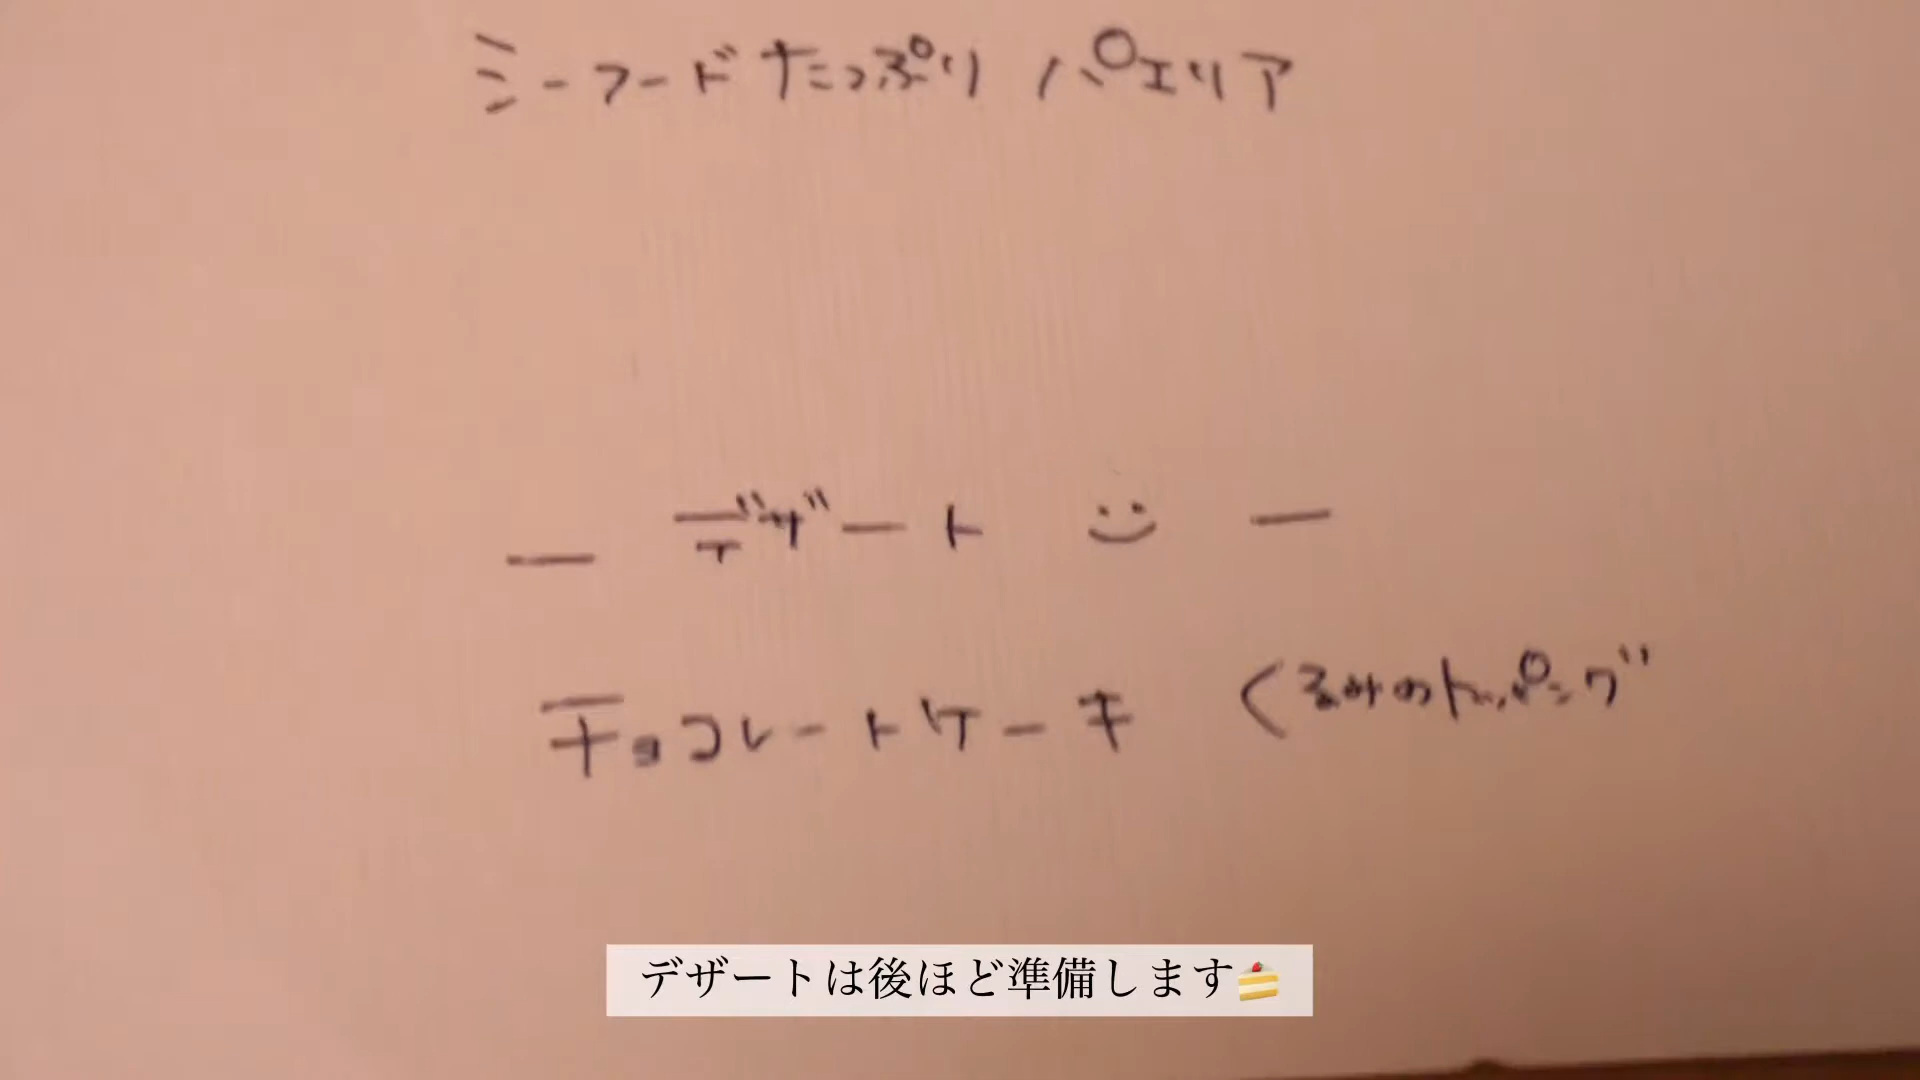 シーフードたっぷり パエリア
— デザート ☺ —
チョコレートケーキ くるみのトッピング
デザートは後ほど準備します🍰